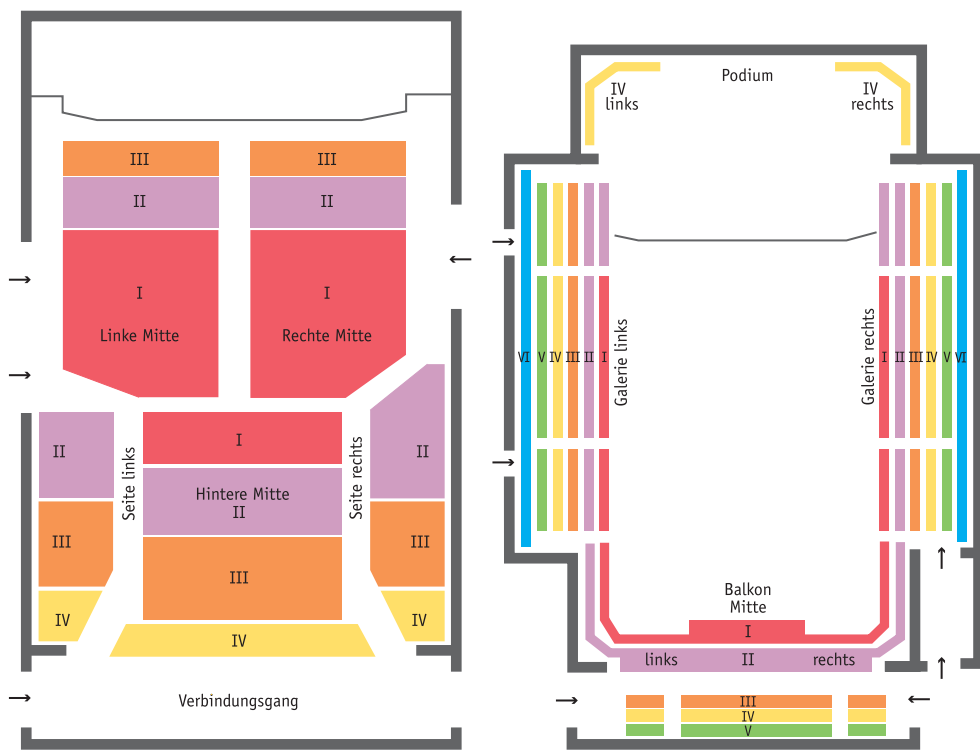 III
III
II
II
I
I
Linke Mitte
Rechte Mitte
I
II
Seite links
Hintere Mitte
II
Seite rechts
II
III
III
III
IV
IV
IV
Verbindungsgang
Podium
IV
links
IV
rechts
VI
V
IV
III
II
I
Galerie links
Galerie rechts
I
II
III
IV
V
VI
Balkon
Mitte
I
links
II
rechts
III
IV
V